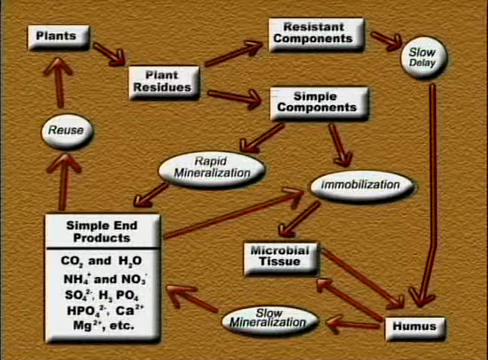 Plants
Resistant
Components
Slow
Delay
Plant
Residues
Simple
Components
Reuse
Rapid
Mineralization
immobilization
Simple End
Products
CO₂ and H₂O
NH₄⁺ and NO₃⁻
SO₄²⁻, H₃ PO₄
HPO₄²⁻, Ca²⁺
Mg²⁺, etc.
Microbial
Tissue
Slow
Mineralization
Humus